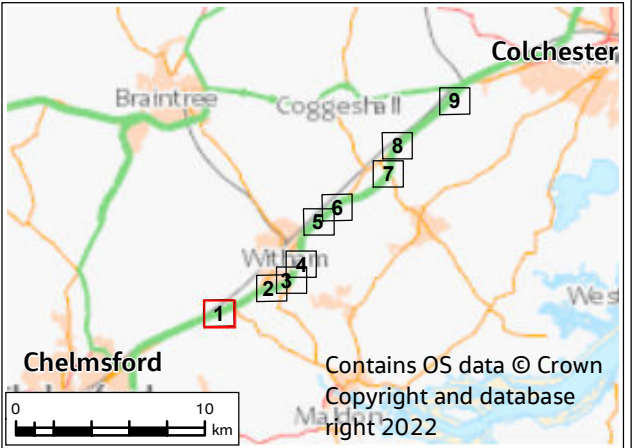 Colchester
Braintree
Coggeshall
9
8
7
6
5
Witham
4
3
2
1
West
Chelmsford
Contains OS data © Crown
Copyright and database
right 2022
0 10
km